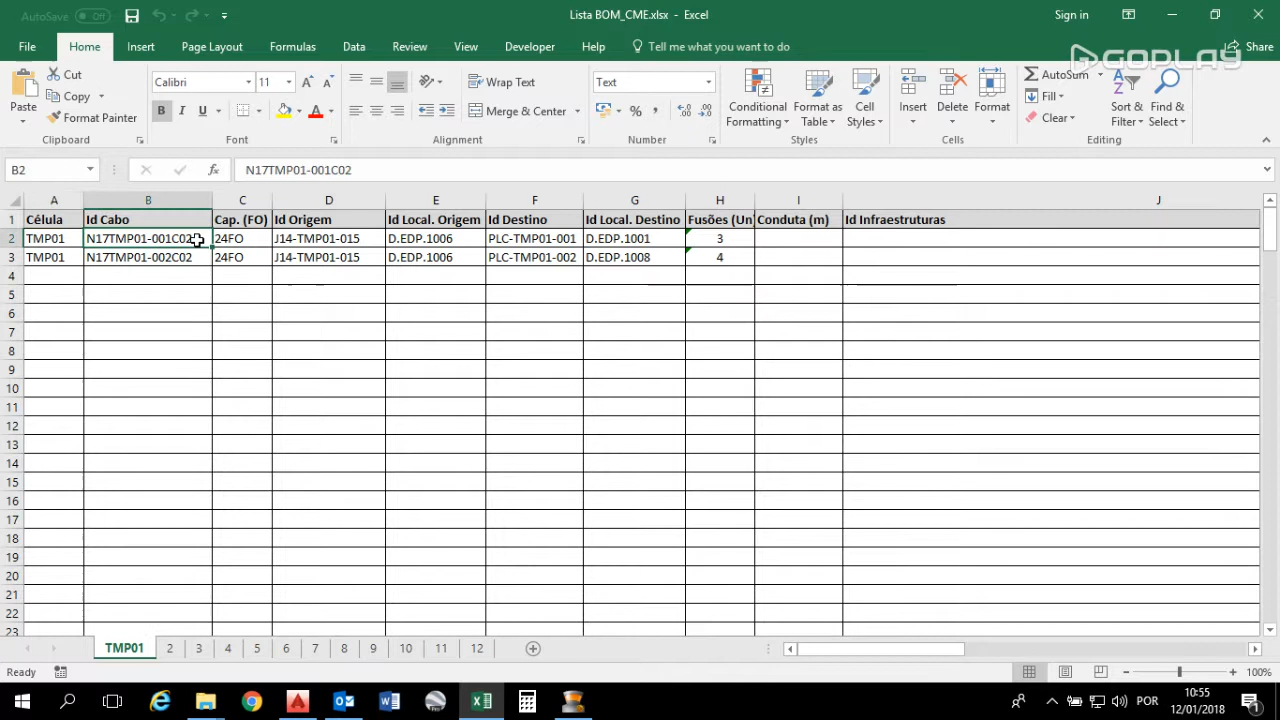 AutoSave Off Lista BOM_CME.xlsx - Excel Sign in
File Home Insert Page Layout Formulas Data Review View Developer Help Tell me what you want to do Share
GOPLAY
Paste Cut Calibri 11 Wrap Text Text Conditional Formatting Format as Table Cell Styles Insert Delete Format AutoSum Sort & Filter Find & Select
Copy Fill
Format Painter B I U Merge & Center % Clear
Clipboard Font Alignment Number Styles Cells Editing
B2 fx N17TMP01-001C02
A B C D E F G H I J
1 Célula Id Cabo Cap. (FO) Id Origem Id Local. Origem Id Destino Id Local. Destino Fusões (Un) Conduta (m) Id Infraestruturas
2 TMP01 N17TMP01-001C02 24FO J14-TMP01-015 D.EDP.1006 PLC-TMP01-001 D.EDP.1001 3
3 TMP01 N17TMP01-002C02 24FO J14-TMP01-015 D.EDP.1006 PLC-TMP01-002 D.EDP.1008 4
4
5
6
7
8
9
10
11
12
13
14
15
16
17
18
19
20
21
22
23
TMP01 2 3 4 5 6 7 8 9 10 11 12
Ready 100%
POR 10:55
12/01/2018 1